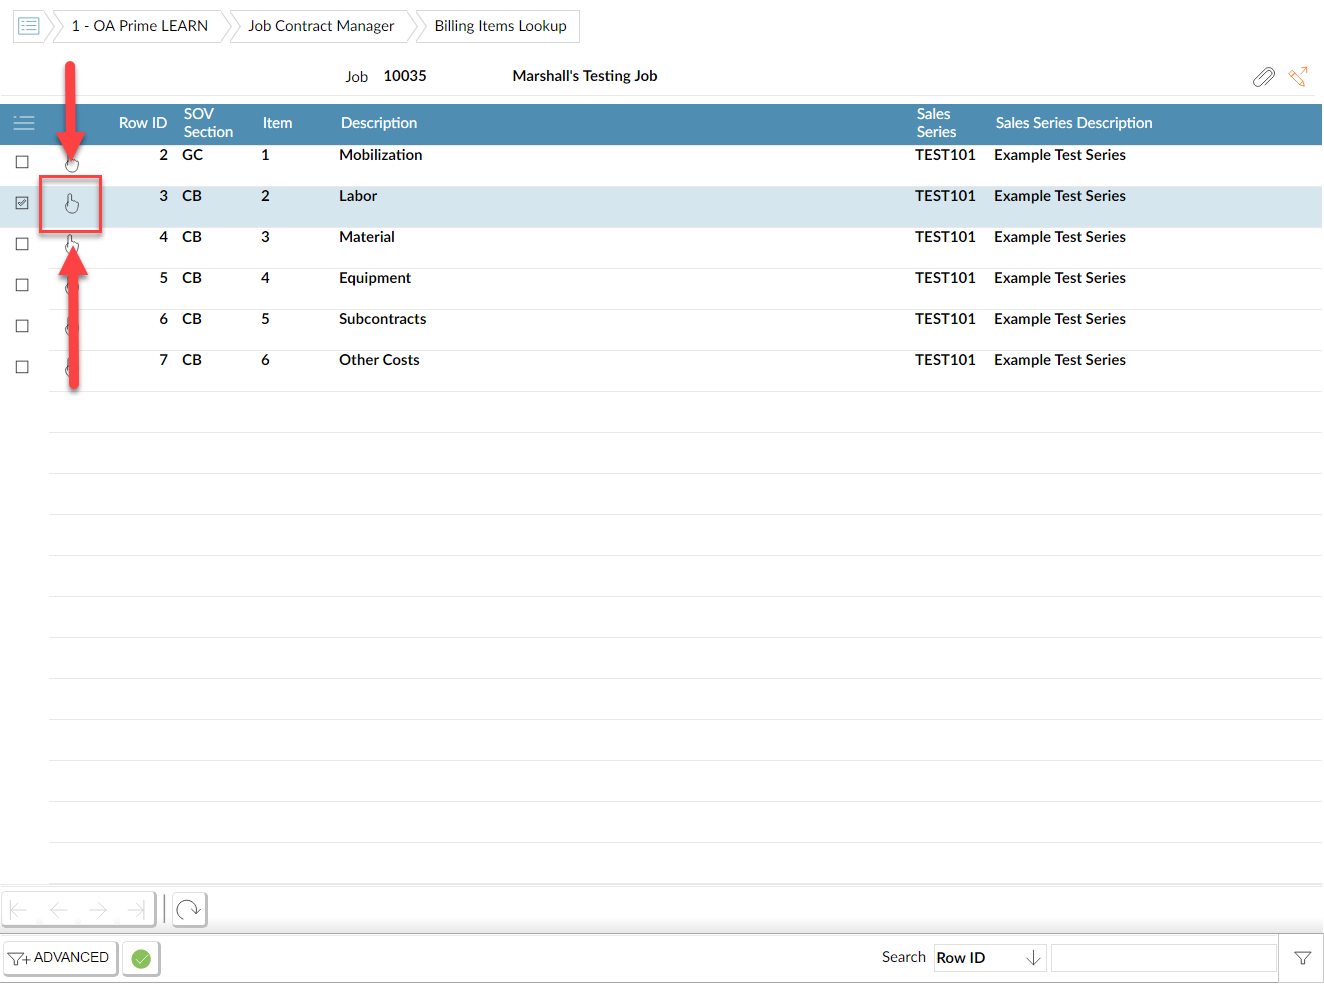 1 - OA Prime LEARN Job Contract Manager Billing Items Lookup
Job 10035 Marshall's Testing Job
Row ID SOV Section Item Description Sales Series Sales Series Description
2 GC 1 Mobilization TEST101 Example Test Series
3 CB 2 Labor TEST101 Example Test Series
4 CB 3 Material TEST101 Example Test Series
5 CB 4 Equipment TEST101 Example Test Series
6 CB 5 Subcontracts TEST101 Example Test Series
7 CB 6 Other Costs TEST101 Example Test Series
ADVANCED Search Row ID